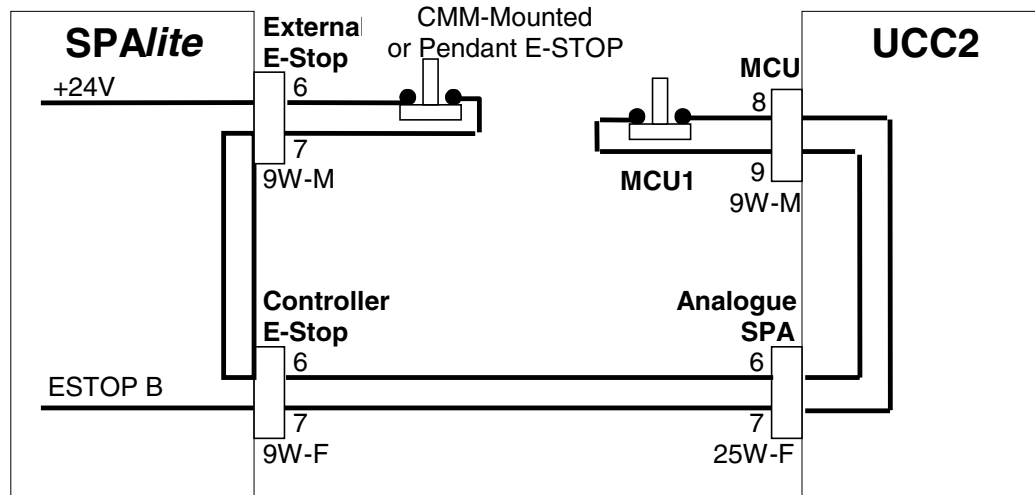 SPAlite
+24V
External
E-Stop
6
7
9W-M
CMM-Mounted
or Pendant E-STOP
MCU1
UCC2
MCU
8
9
9W-M
Controller
E-Stop
6
7
9W-F
ESTOP B
Analogue
SPA
6
7
25W-F